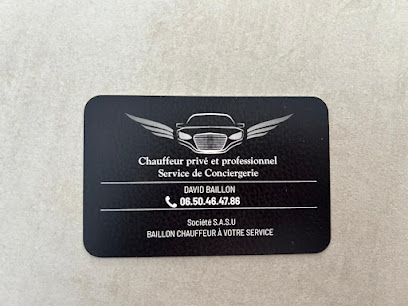 Chauffeur privé et professionnel
Service de Conciergerie
DAVID BAILLON
06.50.46.47.86
Société S.A.S.U
BAILLON CHAUFFEUR À VOTRE SERVICE